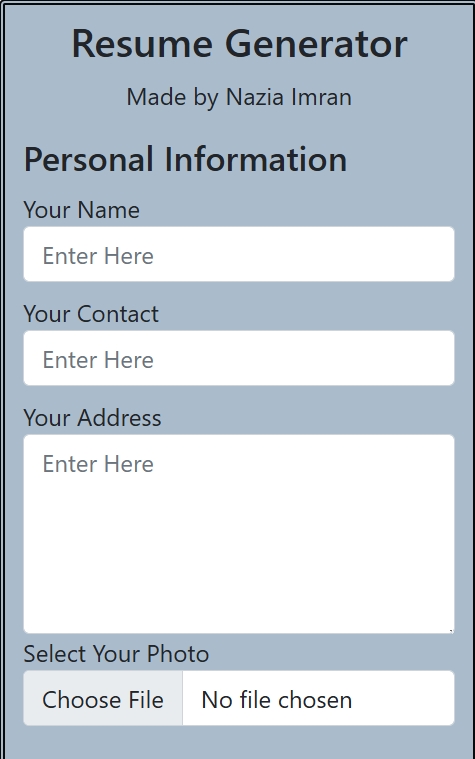 Resume Generator
Made by Nazia Imran
Personal Information
Your Name
Enter Here
Your Contact
Enter Here
Your Address
Enter Here
Select Your Photo
Choose File No file chosen